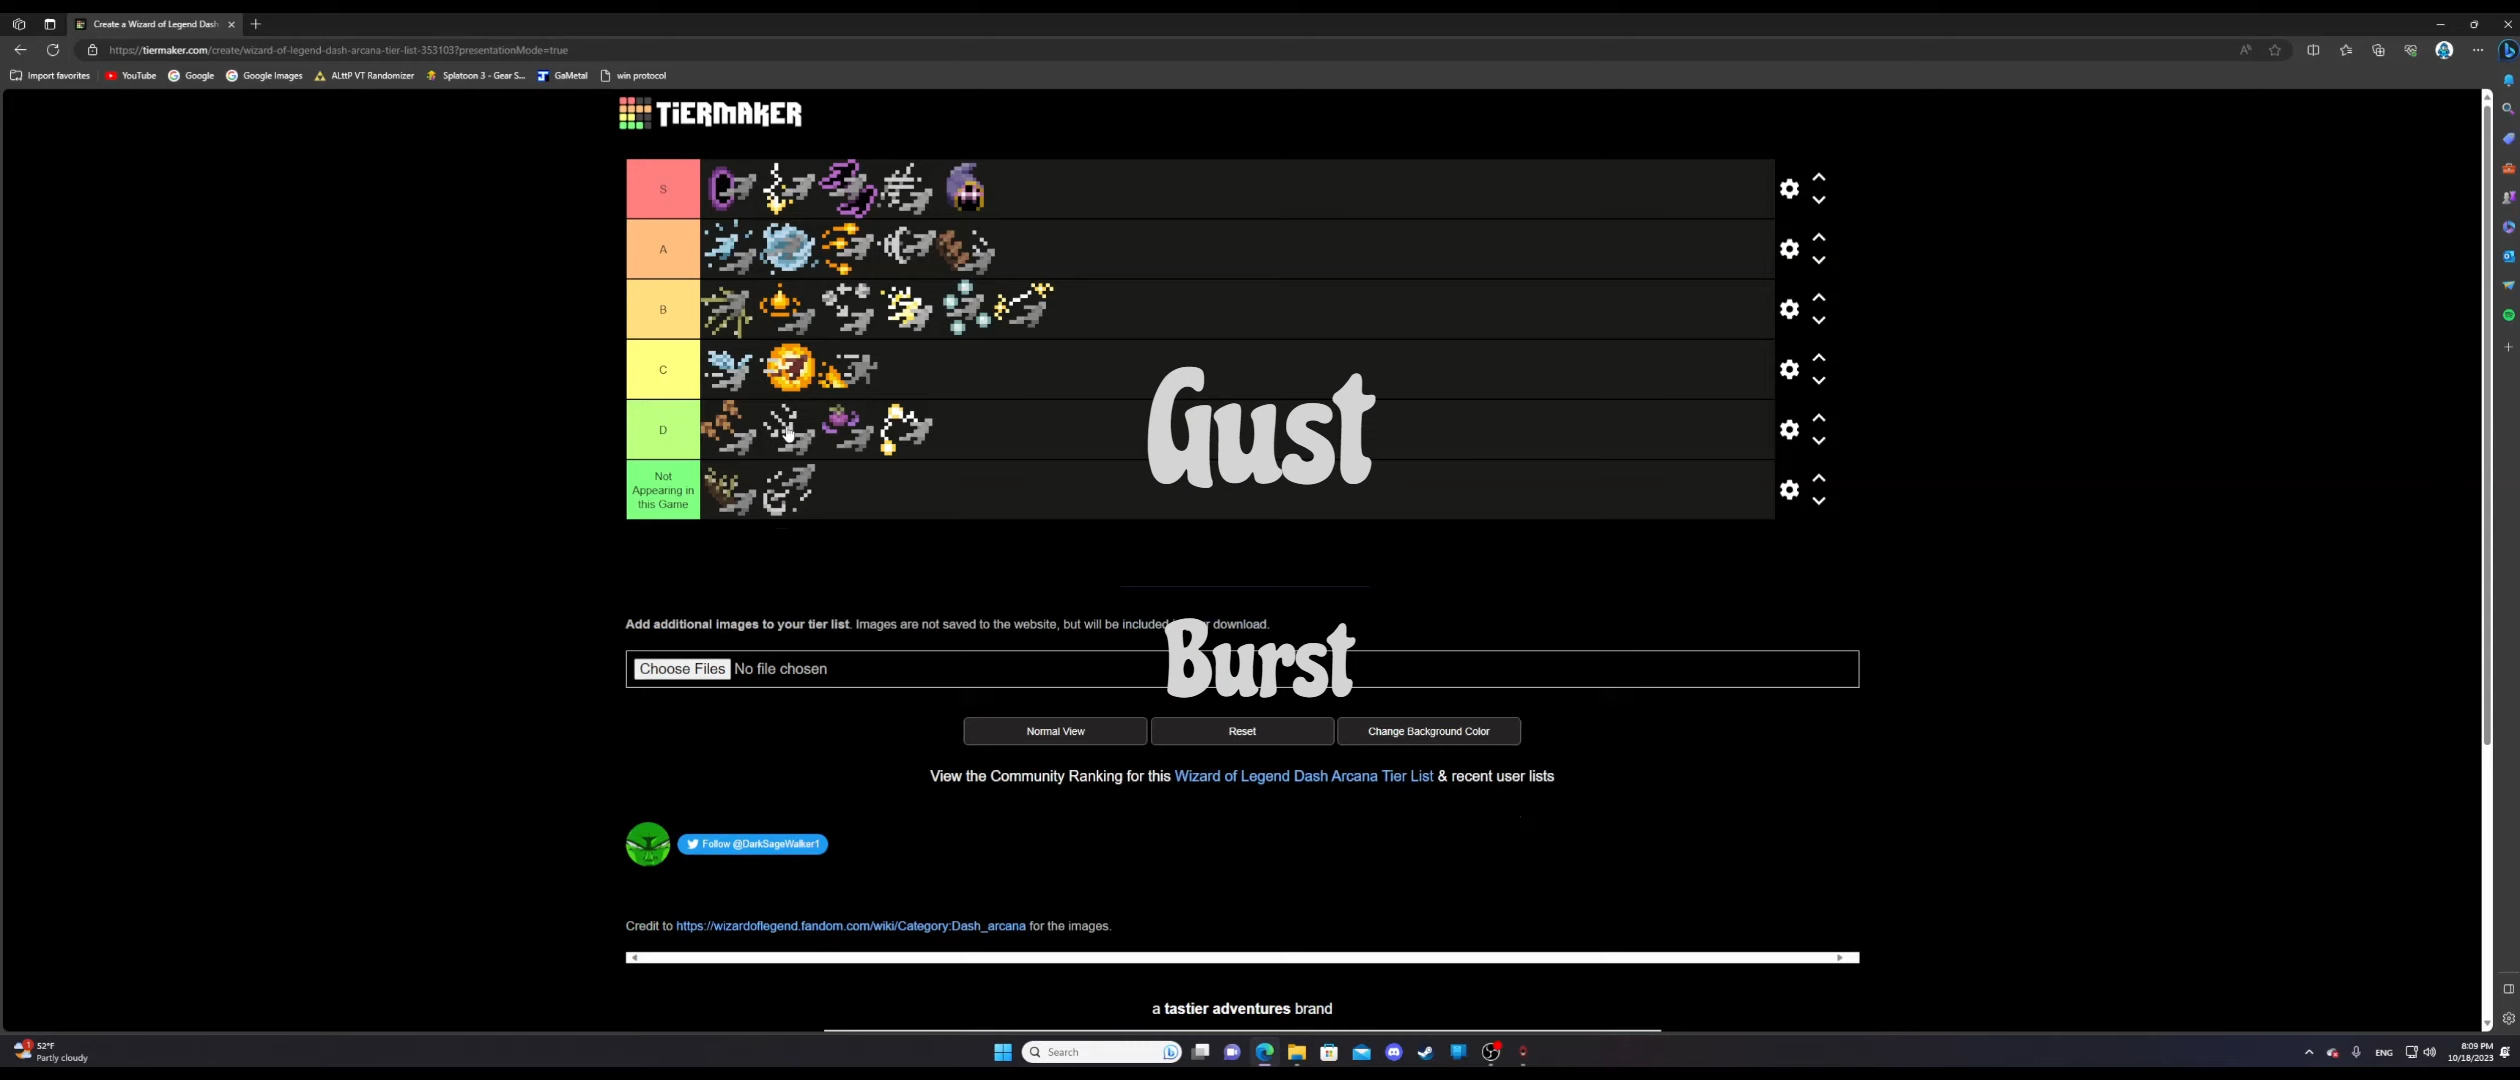 Create a Wizard of Legend Dash
https://tiermaker.com/create/wizard-of-legend-dash-arcana-tier-list-353103?presentationMode=true
Import favorites YouTube Google Google Images ALttP VT Randomizer Splatoon 3 - Gear S... GaMetal win protocol
TiERMAKER
S
A
B
C
D
Not
Appearing in
this Game
Gust
Add additional images to your tier list. Images are not saved to the website, but will be included download.
Burst
Choose Files No file chosen
Normal View Reset Change Background Color
View the Community Ranking for this Wizard of Legend Dash Arcana Tier List & recent user lists
Follow @DarkSageWalker1
Credit to https://wizardoflegend.fandom.com/wiki/Category:Dash_arcana for the images.
a tastier adventures brand
1 52°F
Partly cloudy
Search
ENG
8:09 PM
10/18/2023